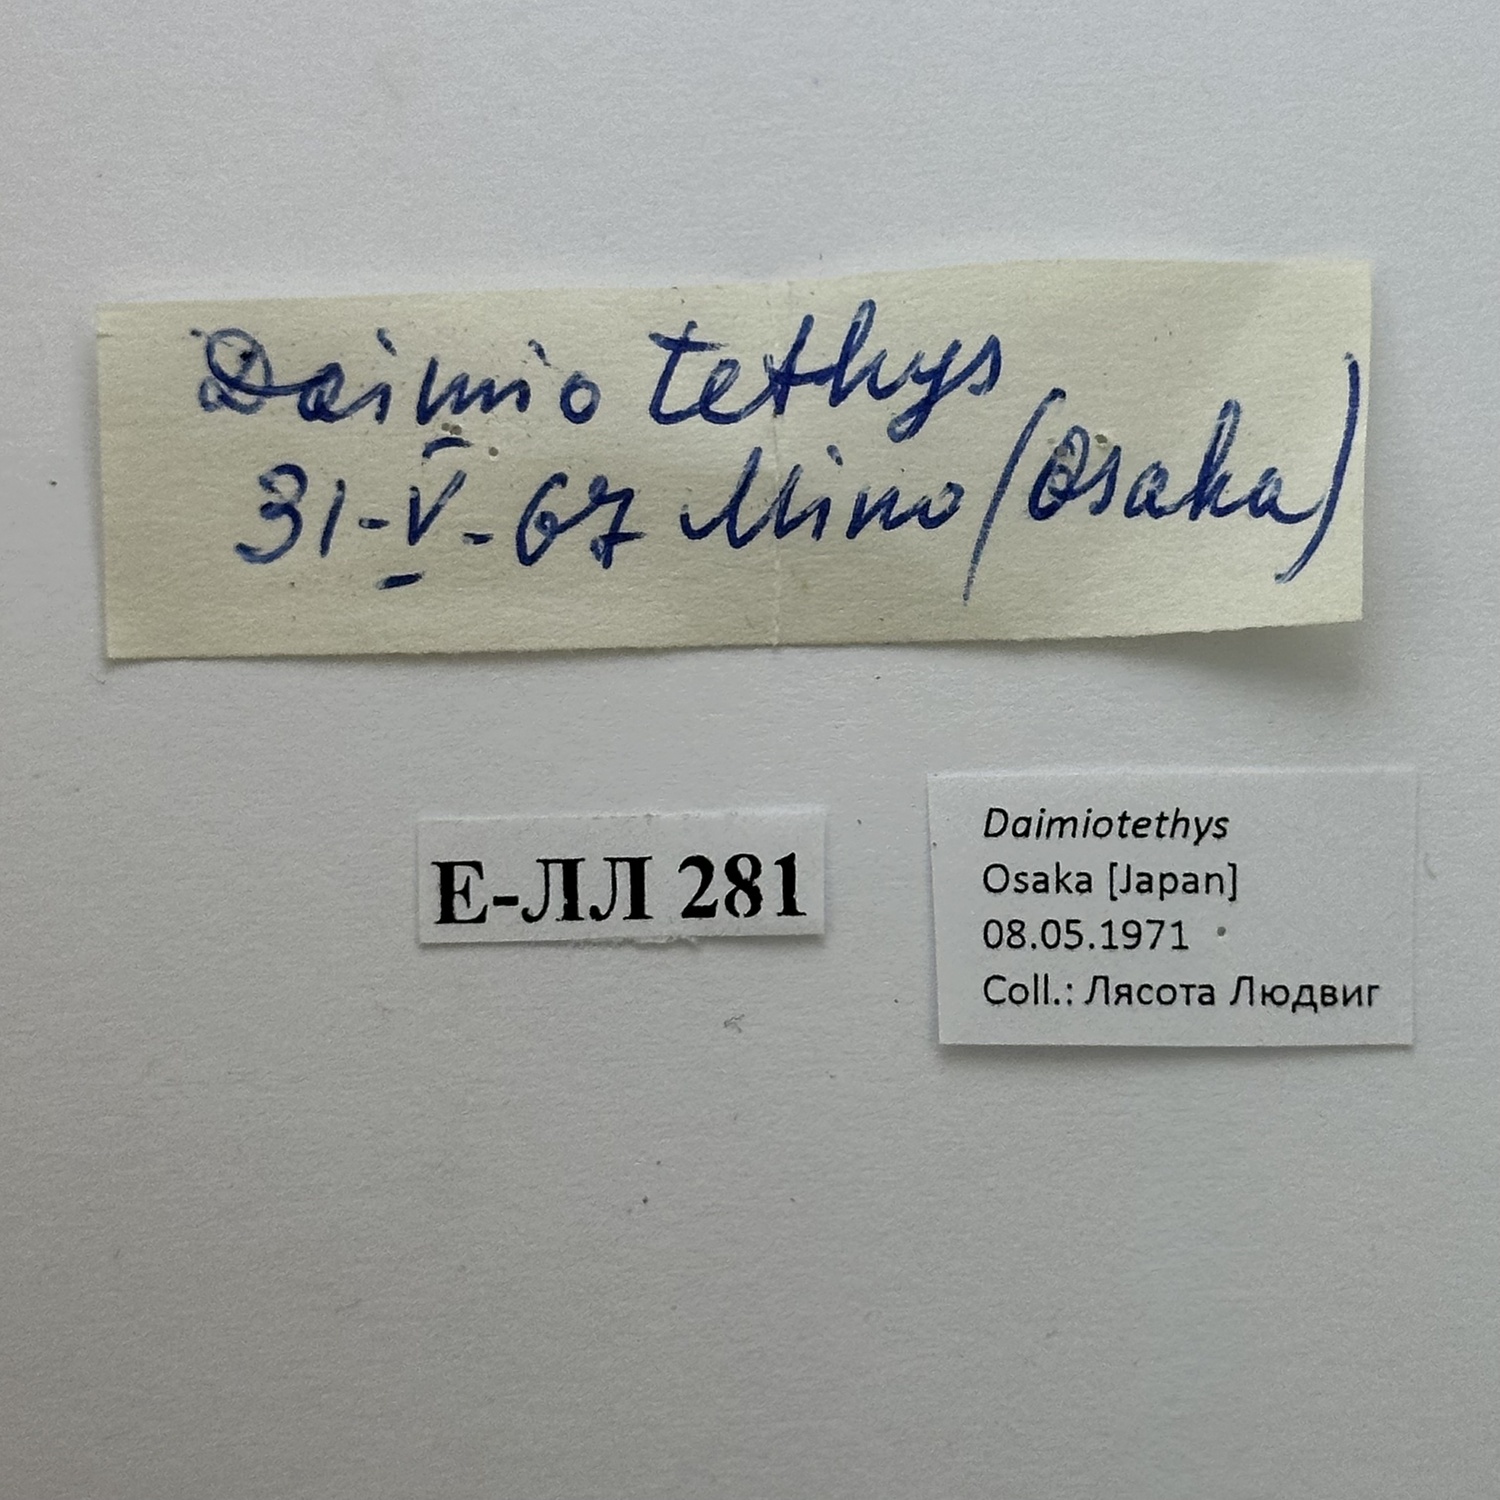 Daimio tethys
31-V-67 Mino (Osaka)
Е-ЛЛ 281
Daimiotethys
Osaka [Japan]
08.05.1971
Coll.: Лясота Людвиг